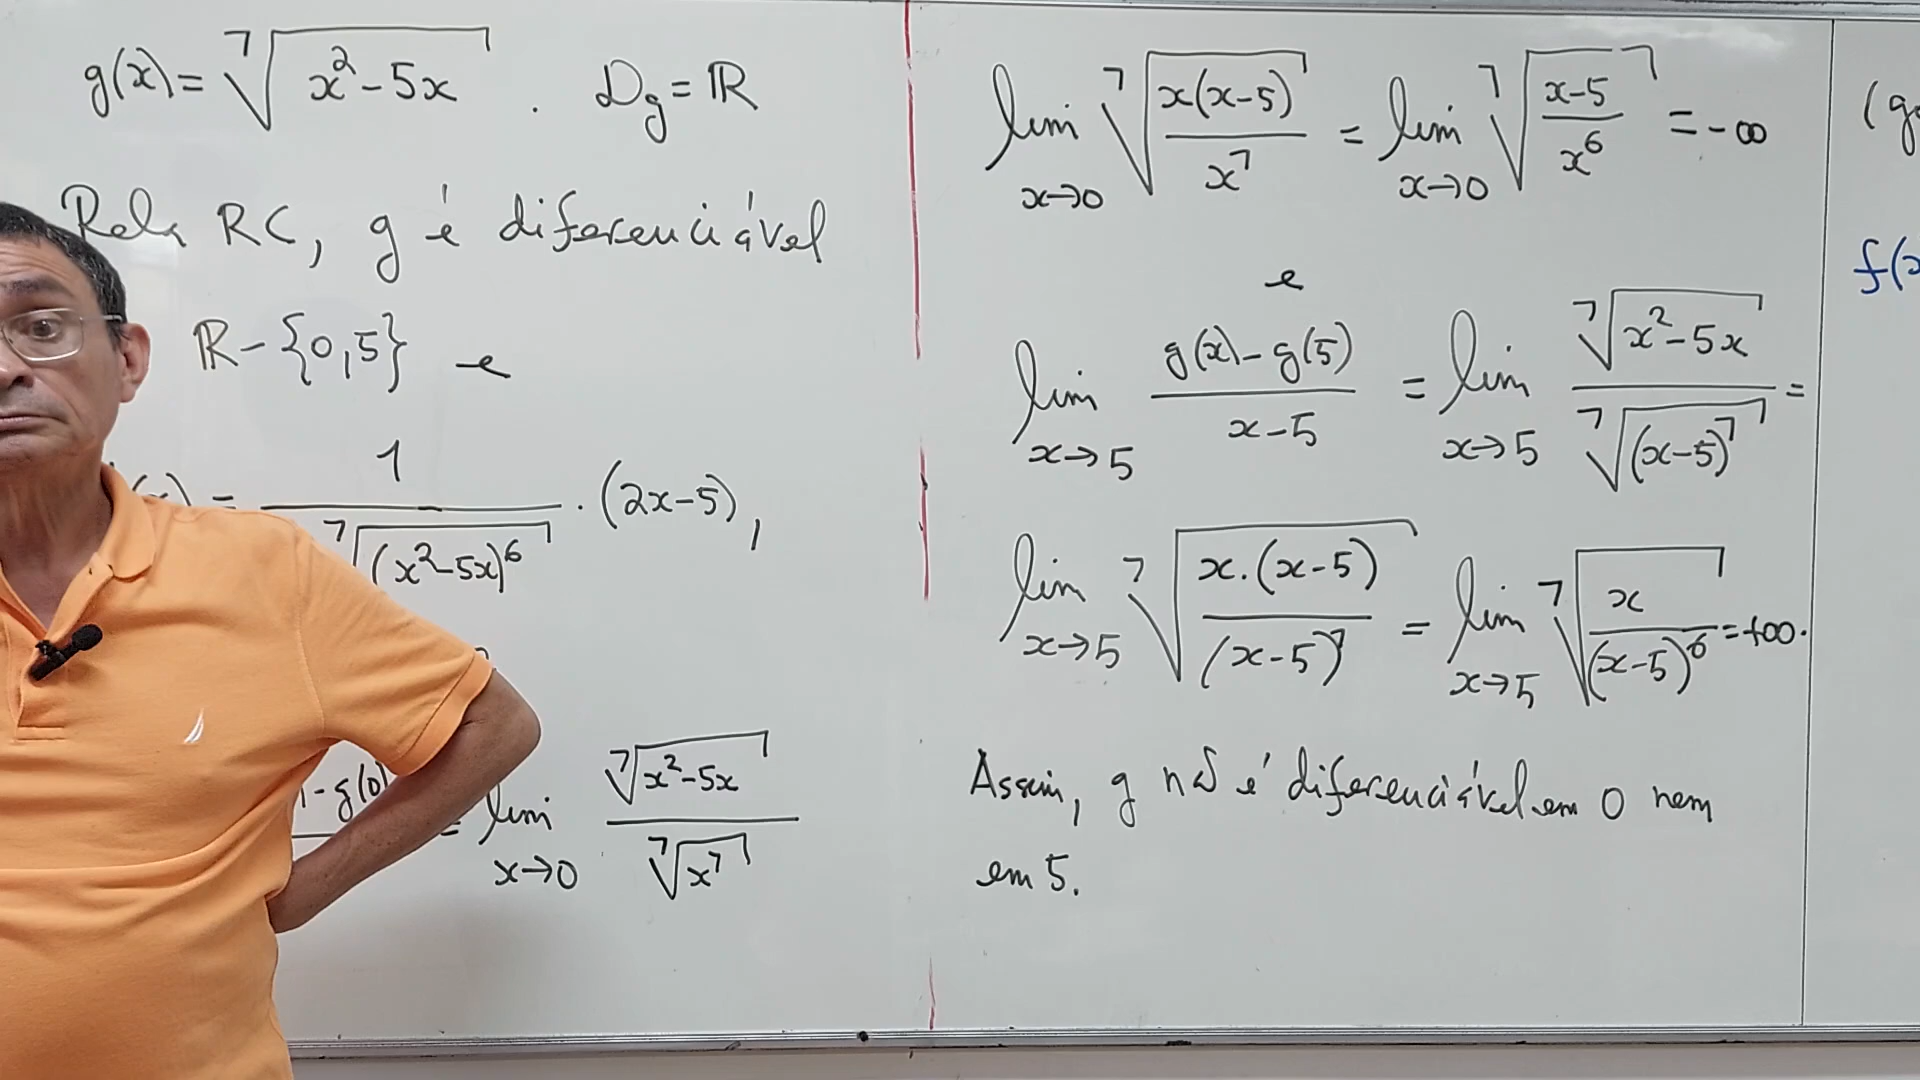 g(x) = ⁷√(x² - 5x) . D_g = ℝ
Pela RC, g é diferenciável
ℝ - {0,5} e
(x) = 1 / ⁷√((x² - 5x)⁶) · (2x - 5),
- g(0) = lim x→0 ⁷√(x² - 5x) / ⁷√(x⁷)
lim x→0 ⁷√(x(x-5) / x⁷) = lim x→0 ⁷√((x-5) / x⁶) = -∞
e
lim x→5 (g(x) - g(5)) / (x - 5) = lim x→5 ⁷√(x² - 5x) / ⁷√((x-5)⁷) =
lim x→5 ⁷√(x.(x-5) / (x-5)⁷) = lim x→5 ⁷√(x / (x-5)⁶) = +∞.
Assim, g não é diferenciável em 0 nem
em 5.
(g
f(x